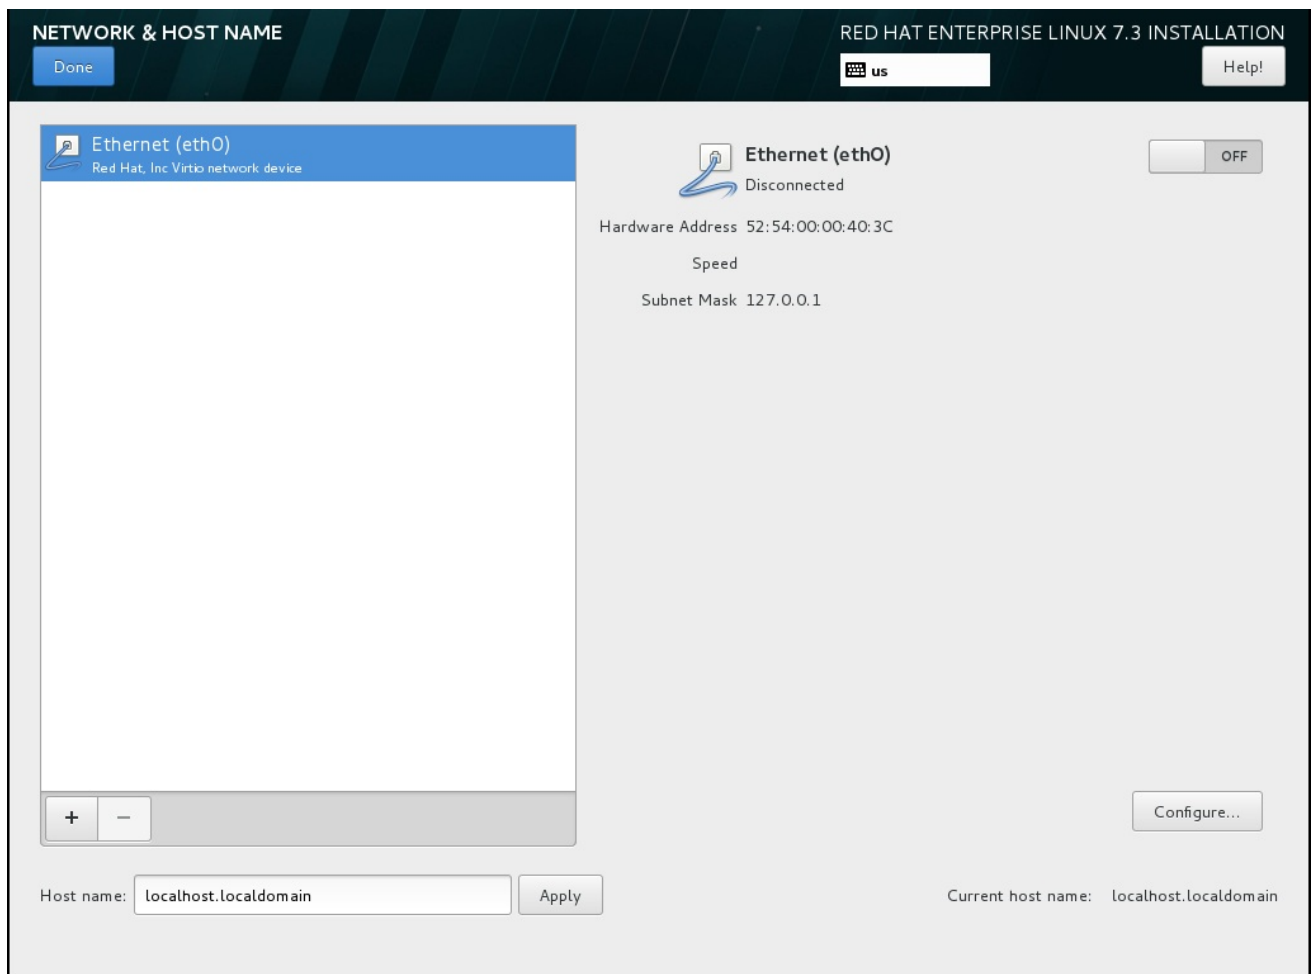 NETWORK & HOST NAME
RED HAT ENTERPRISE LINUX 7.3 INSTALLATION
Done
us
Help!
Ethernet (eth0)
Red Hat, Inc Virtio network device
Ethernet (eth0)
Disconnected
OFF
Hardware Address 52:54:00:00:40:3C
Speed
Subnet Mask 127.0.0.1
+ −
Configure...
Host name: localhost.localdomain Apply
Current host name: localhost.localdomain